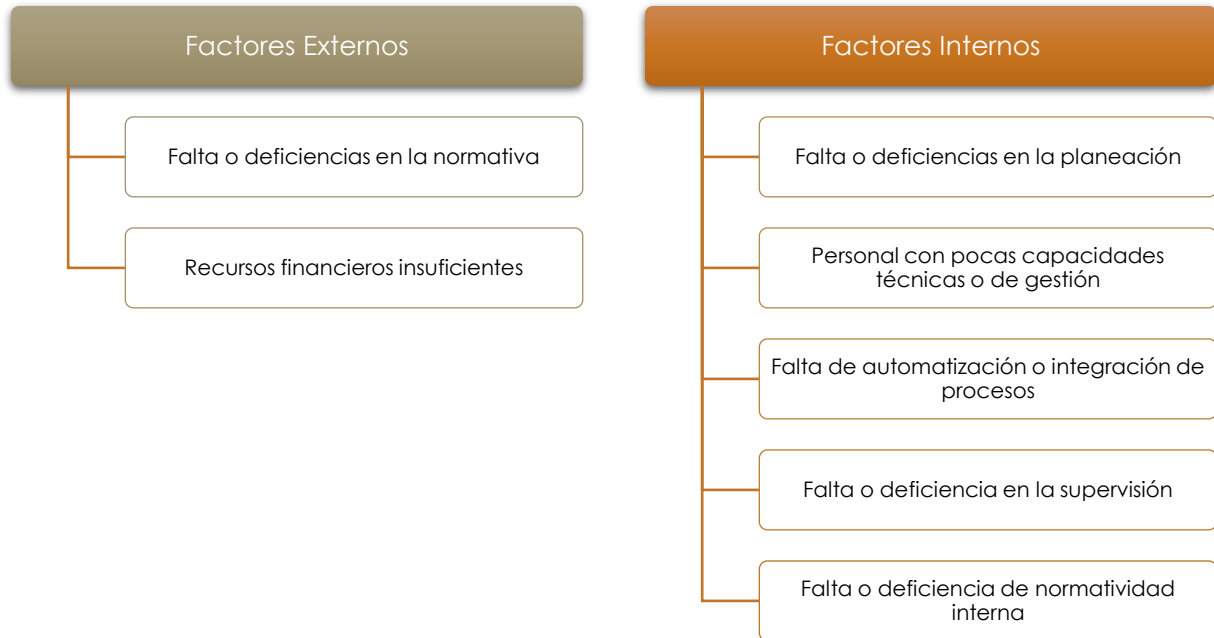 Factores Externos
Falta o deficiencias en la normativa
Recursos financieros insuficientes
Factores Internos
Falta o deficiencias en la planeación
Personal con pocas capacidades
técnicas o de gestión
Falta de automatización o integración de
procesos
Falta o deficiencia en la supervisión
Falta o deficiencia de normatividad
interna